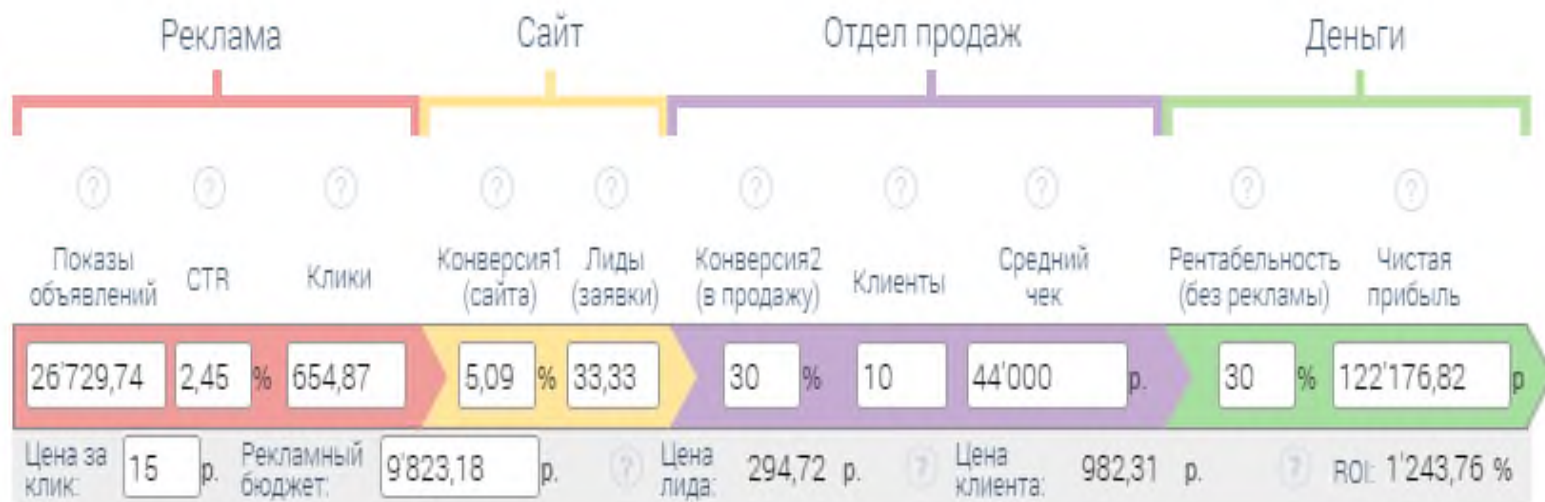 Реклама Сайт Отдел продаж Деньги
? ? ? ? ? ? ? ? ? ?
Показы объявлений CTR Клики Конверсия1 (сайта) Лиды (заявки) Конверсия2 (в продажу) Клиенты Средний чек Рентабельность (без рекламы) Чистая прибыль
26'729,74 2,45 % 654,87 5,09 % 33,33 30 % 10 44'000 р. 30 % 122'176,82 р
Цена за клик: 15 р. Рекламный бюджет: 9'823,18 р. ? Цена лида: 294,72 р. ? Цена клиента: 982,31 р. ? ROI: 1'243,76 %